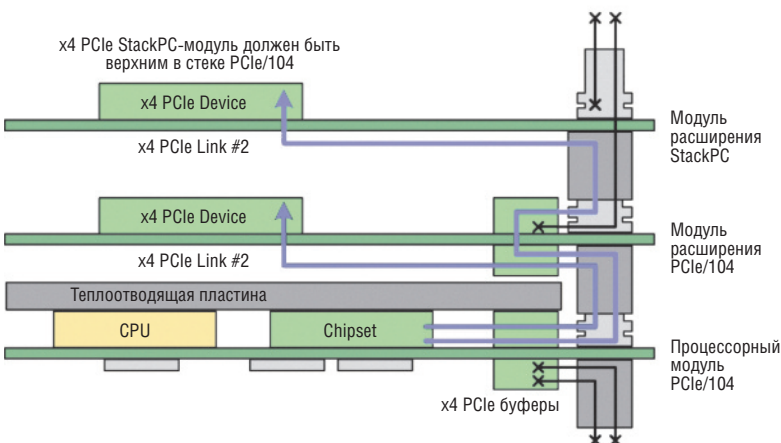 x4 PCIe StackPC-модуль должен быть
верхним в стеке PCIe/104
x4 PCIe Device
x4 PCIe Link #2
Модуль
расширения
StackPC
x4 PCIe Device
x4 PCIe Link #2
Модуль
расширения
PCIe/104
Теплоотводящая пластина
CPU
Chipset
Процессорный
модуль
PCIe/104
x4 PCIe буферы